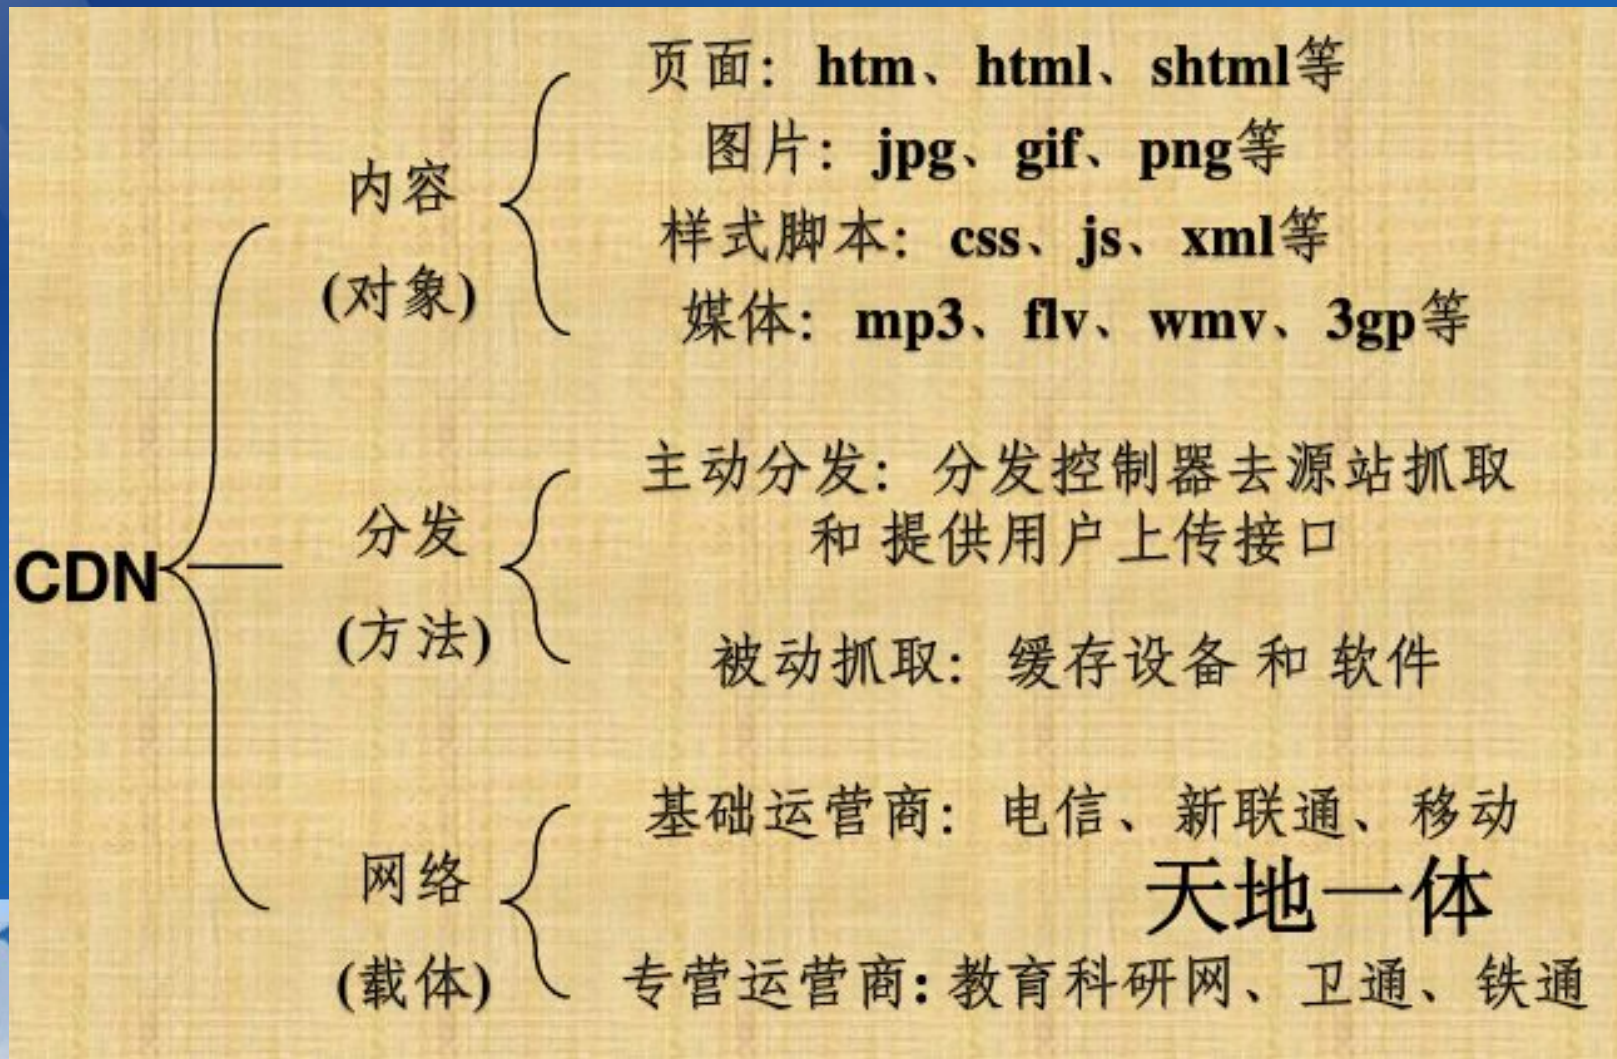 页面：htm、html、shtml等
图片：jpg、gif、png等
内容
样式脚本：css、js、xml等
(对象)
媒体：mp3、flv、wmv、3gp等
主动分发：分发控制器去源站抓取
和 提供用户上传接口
分发
CDN
(方法)
被动抓取：缓存设备 和 软件
基础运营商：电信、新联通、移动
天地一体
网络
(载体)
专营运营商:教育科研网、卫通、铁通